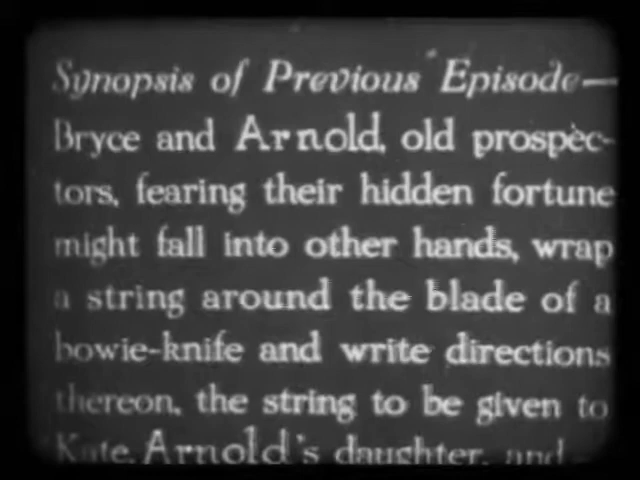 Synopsis of Previous Episode—
Bryce and Arnold, old prospec-
tors, fearing their hidden fortune
might fall into other hands, wrap
a string around the blade of a
bowie-knife and write directions
thereon, the string to be given to
Kate, Arnold's daughter, and